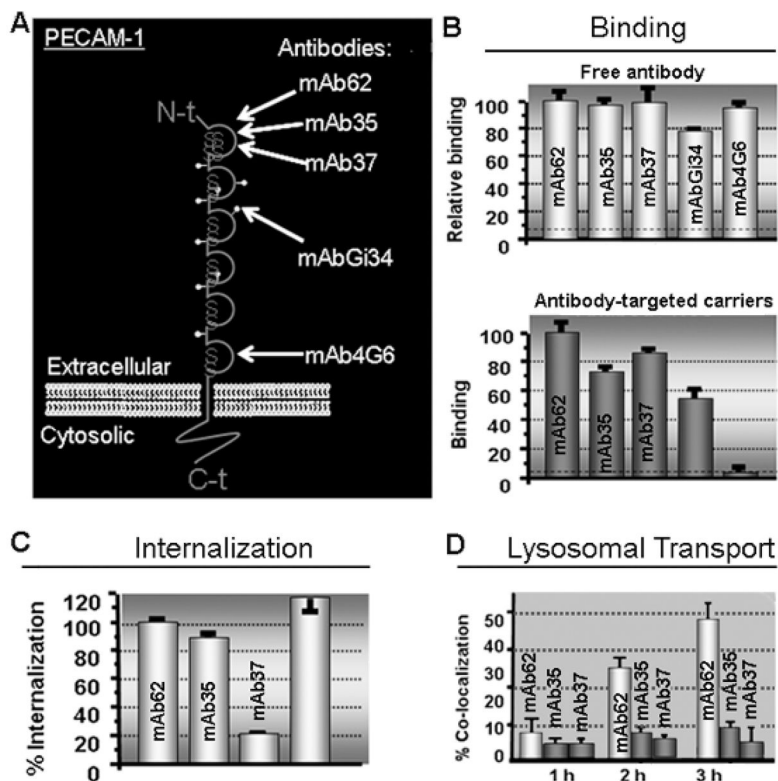 A
PECAM-1
Antibodies:
mAb62
N-t
mAb35
mAb37
mAbGi34
mAb4G6
Extracellular
Cytosolic
C-t
B
Binding
Free antibody
Relative binding
100
80
60
40
20
0
mAb62
mAb35
mAb37
mAbGi34
mAb4G6
Antibody-targeted carriers
Binding
100
80
60
40
20
0
mAb62
mAb35
mAb37
C
Internalization
% Internalization
120
100
80
60
40
20
0
mAb62
mAb35
mAb37
D
Lysosomal Transport
% Co-localization
50
40
30
20
10
0
mAb62
mAb35
mAb37
mAb62
mAb35
mAb37
mAb62
mAb35
mAb37
1 h
2 h
3 h